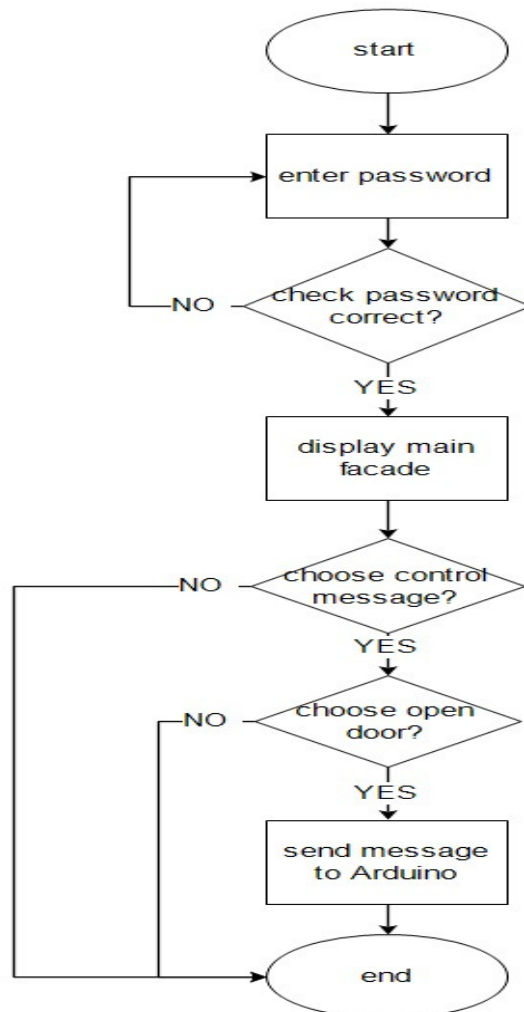 start
enter password
check password
correct?
NO
YES
display main
facade
choose control
message?
NO
YES
choose open
door?
NO
YES
send message
to Arduino
end